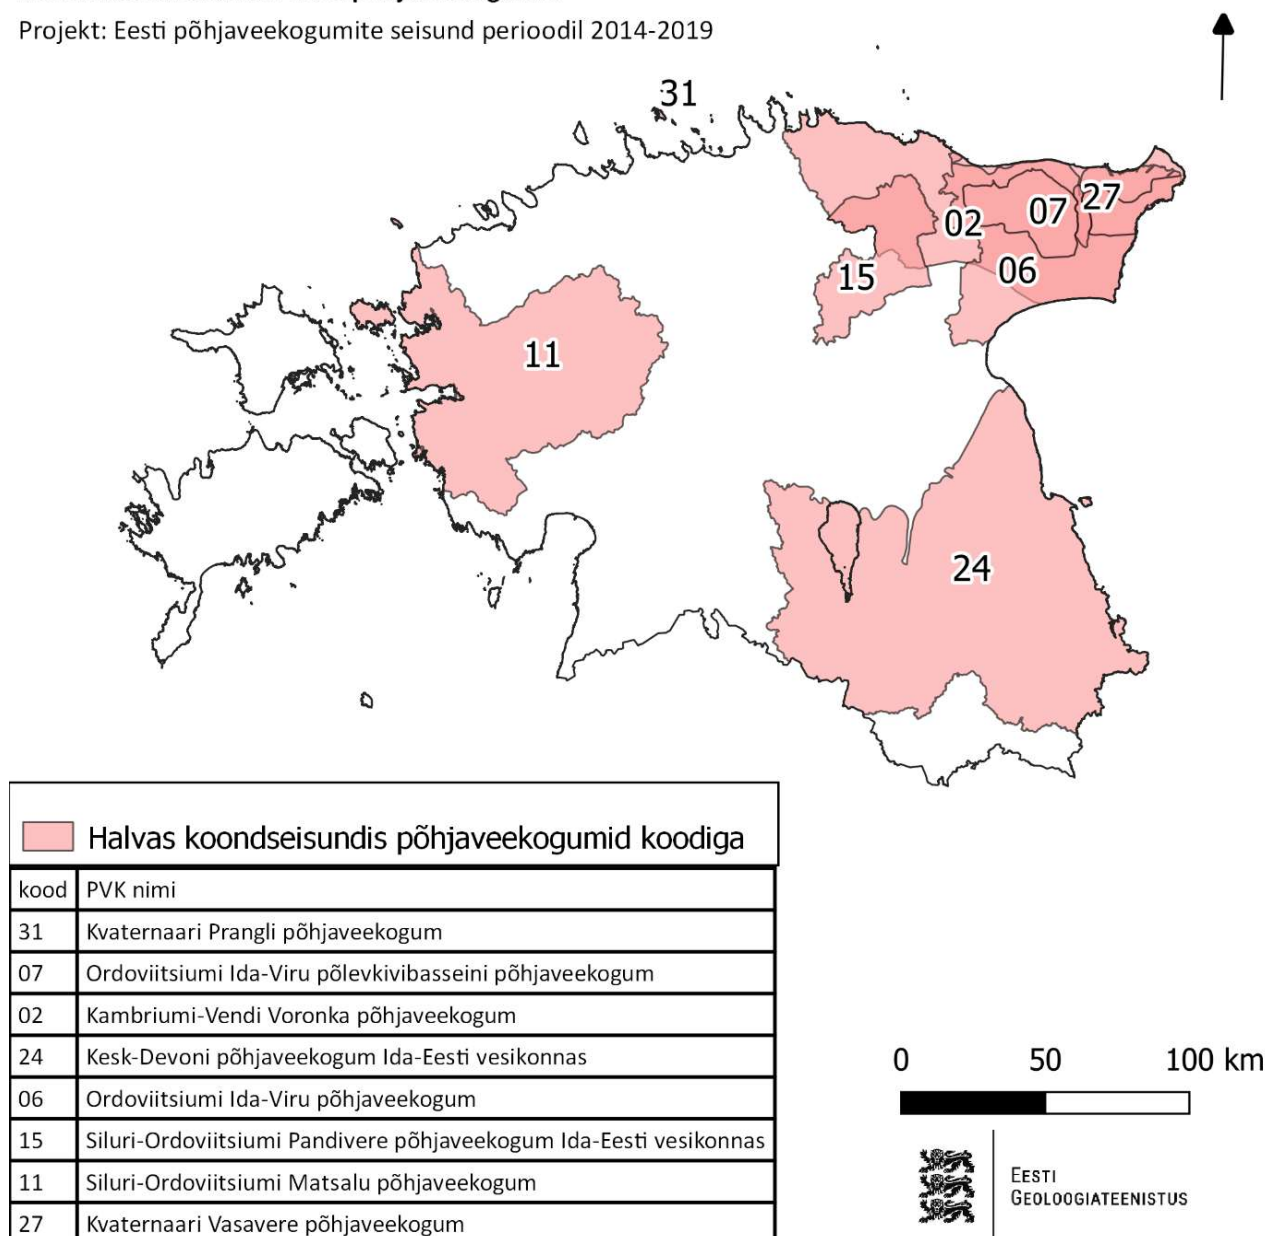 Projekt: Eesti põhjaveekogumite seisund perioodil 2014-2019
31
27
07
02
06
15
11
24
Halvas koondseisundis põhjaveekogumid koodiga
kood PVK nimi
31 Kvaternaari Prangli põhjaveekogum
07 Ordoviitsiumi Ida-Viru põlevkivibasseini põhjaveekogum
02 Kambriumi-Vendi Voronka põhjaveekogum
24 Kesk-Devoni põhjaveekogum Ida-Eesti vesikonnas
06 Ordoviitsiumi Ida-Viru põhjaveekogum
15 Siluri-Ordoviitsiumi Pandivere põhjaveekogum Ida-Eesti vesikonnas
11 Siluri-Ordoviitsiumi Matsalu põhjaveekogum
27 Kvaternaari Vasavere põhjaveekogum
0 50 100 km
EESTI
GEOLOOGIATEENISTUS